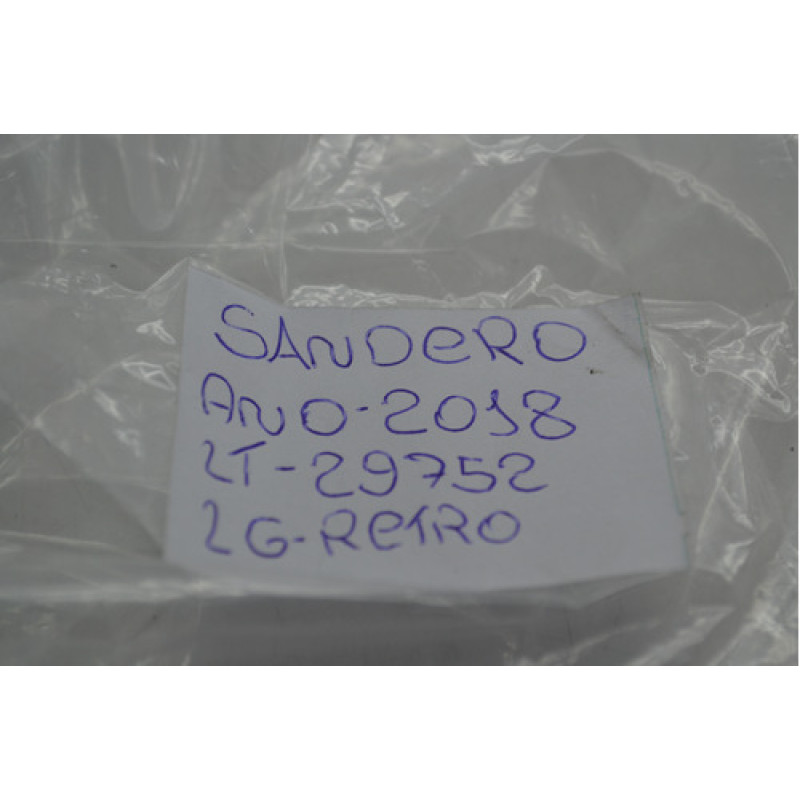 SANDERO
ANO-2018
LT-29752
LG-RETRO